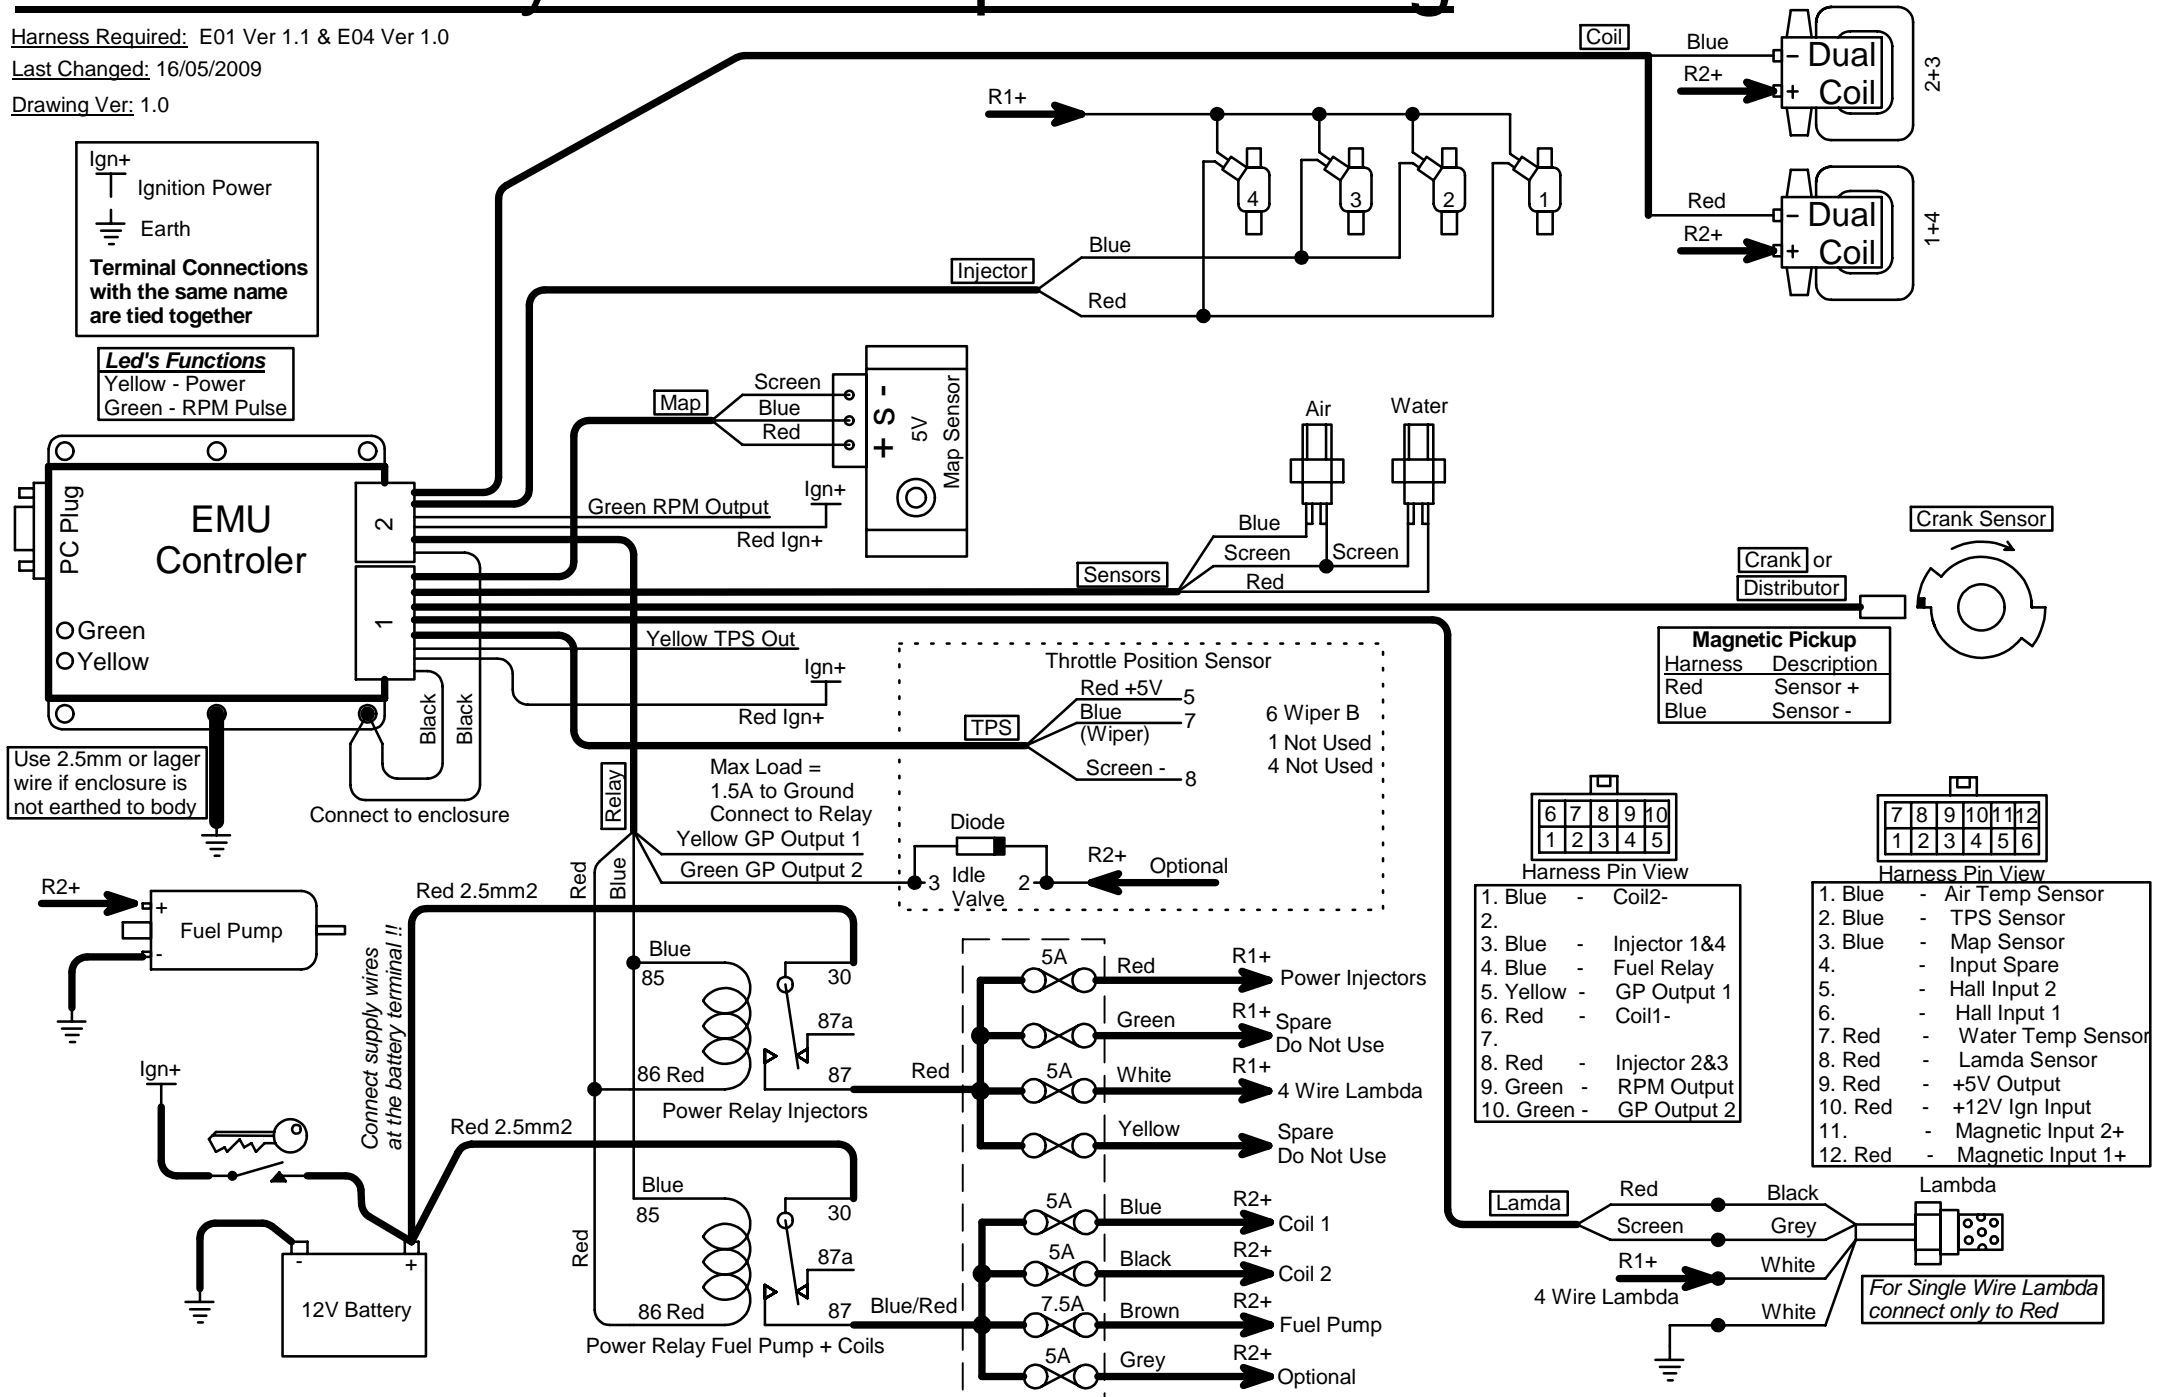 Harness Required: E01 Ver 1.1 & E04 Ver 1.0
Last Changed: 16/05/2009
Drawing Ver: 1.0
Ign+
Ignition Power
Earth
Terminal Connections
with the same name
are tied together
Led's Functions
Yellow - Power
Green - RPM Pulse
PC Plug
EMU
Controler
Green
Yellow
2
1
Use 2.5mm or lager
wire if enclosure is
not earthed to body
Black
Black
Connect to enclosure
Green RPM Output
Ign+
Red Ign+
Yellow TPS Out
Ign+
Red Ign+
Map
Screen
Blue
Red
+ S -
5V
Map Sensor
R1+
4
3
2
1
Injector
Blue
Red
Coil
Blue
R2+
-
+
Dual
Coil
2+3
Red
R2+
-
+
Dual
Coil
1+4
Air
Water
Sensors
Blue
Screen
Screen
Red
Crank Sensor
Crank or
Distributor
Magnetic Pickup
Harness Description
Red Sensor +
Blue Sensor -
Throttle Position Sensor
TPS
Red +5V 5
Blue 7
(Wiper)
Screen - 8
6 Wiper B
1 Not Used
4 Not Used
Relay
Max Load =
1.5A to Ground
Connect to Relay
Yellow GP Output 1
Green GP Output 2
Diode
3
Idle
Valve
2
R2+
Optional
Red
Blue
R2+
+
-
Fuel Pump
Red 2.5mm2
Connect supply wires
at the battery terminal !!
Red 2.5mm2
Ign+
-
+
12V Battery
Blue
85
30
87a
86 Red
87
Power Relay Injectors
Red
Blue
85
30
87a
86 Red
87
Power Relay Fuel Pump + Coils
Red
Blue/Red
5A Red R1+ Power Injectors
Green R1+ Spare
Do Not Use
5A White R1+ 4 Wire Lambda
Yellow Spare
Do Not Use
5A Blue R2+ Coil 1
5A Black R2+ Coil 2
7.5A Brown R2+ Fuel Pump
5A Grey R2+ Optional
6 7 8 9 10
1 2 3 4 5
Harness Pin View
1. Blue - Coil2-
2.
3. Blue - Injector 1&4
4. Blue - Fuel Relay
5. Yellow - GP Output 1
6. Red - Coil1-
7.
8. Red - Injector 2&3
9. Green - RPM Output
10. Green - GP Output 2
7 8 9 10 11 12
1 2 3 4 5 6
Harness Pin View
1. Blue - Air Temp Sensor
2. Blue - TPS Sensor
3. Blue - Map Sensor
4. - Input Spare
5. - Hall Input 2
6. - Hall Input 1
7. Red - Water Temp Sensor
8. Red - Lamda Sensor
9. Red - +5V Output
10. Red - +12V Ign Input
11. - Magnetic Input 2+
12. Red - Magnetic Input 1+
Lamda
Red
Black
Screen
Grey
R1+
White
4 Wire Lambda
White
Lambda
For Single Wire Lambda
connect only to Red